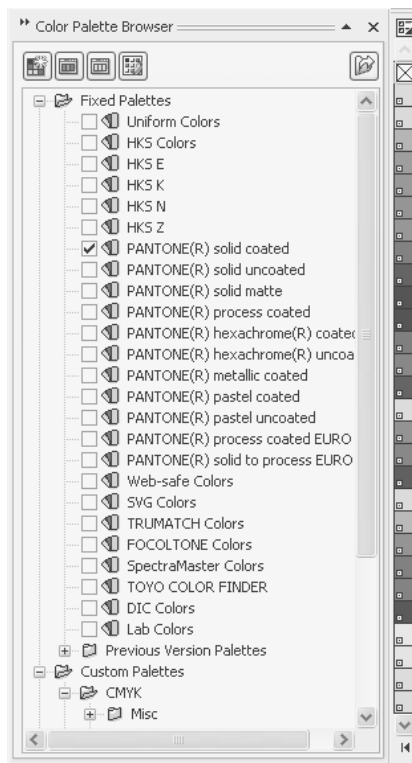 Color Palette Browser
Fixed Palettes
Uniform Colors
HKS Colors
HKS E
HKS K
HKS N
HKS Z
PANTONE(R) solid coated
PANTONE(R) solid uncoated
PANTONE(R) solid matte
PANTONE(R) process coated
PANTONE(R) hexachrome(R) coatec
PANTONE(R) hexachrome(R) uncoa
PANTONE(R) metallic coated
PANTONE(R) pastel coated
PANTONE(R) pastel uncoated
PANTONE(R) process coated EURO
PANTONE(R) solid to process EURO
Web-safe Colors
SVG Colors
TRUMATCH Colors
FOCOLTONE Colors
SpectraMaster Colors
TOYO COLOR FINDER
DIC Colors
Lab Colors
Previous Version Palettes
Custom Palettes
CMYK
Misc